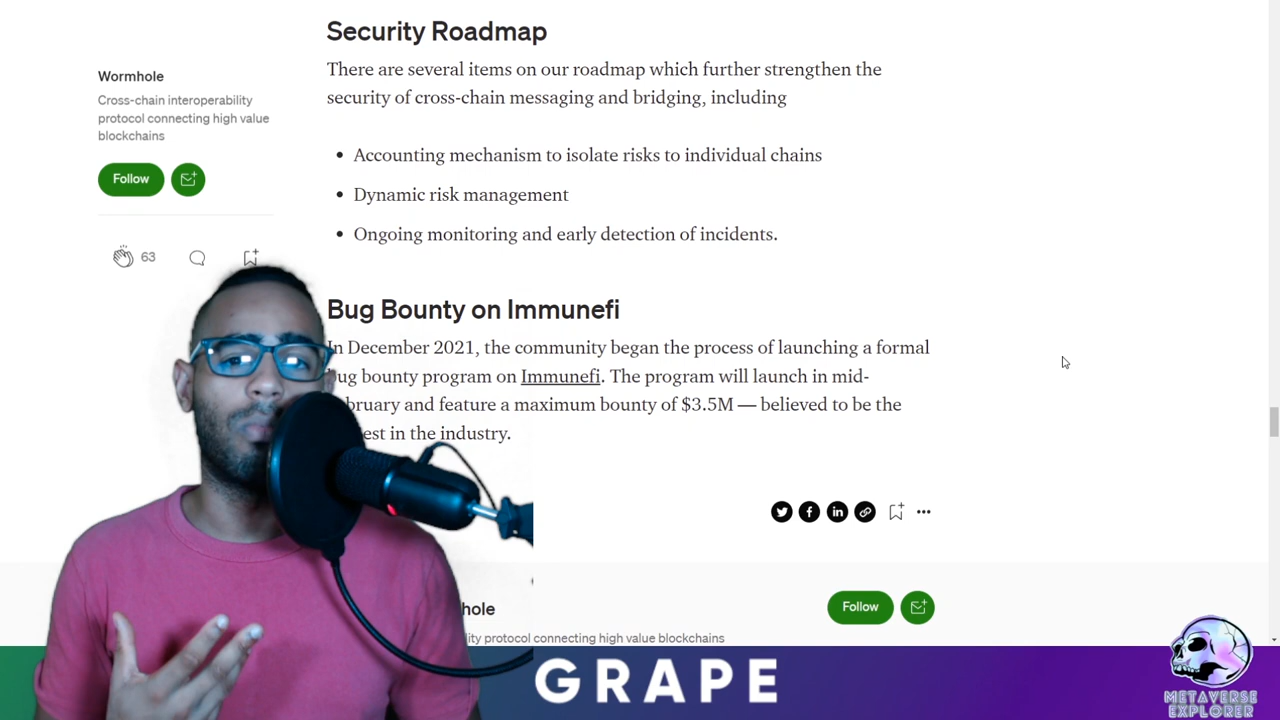 Security Roadmap
There are several items on our roadmap which further strengthen the
security of cross-chain messaging and bridging, including
Wormhole
Cross-chain interoperability
protocol connecting high value
blockchains
Follow
63
• Accounting mechanism to isolate risks to individual chains
• Dynamic risk management
• Ongoing monitoring and early detection of incidents.
Bug Bounty on Immunefi
In December 2021, the community began the process of launching a formal
bug bounty program on Immunefi. The program will launch in mid-
bruary and feature a maximum bounty of $3.5M — believed to be the
est in the industry.
hole
Follow
ity protocol connecting high value blockchains
GRAPE
METAVERSE
EXPLORER